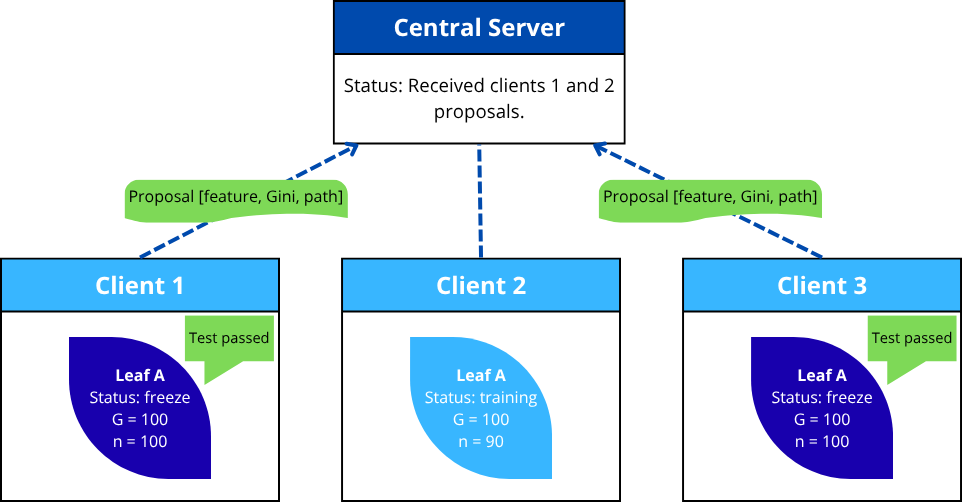 Central Server
Status: Received clients 1 and 2
proposals.
Proposal [feature, Gini, path]
Proposal [feature, Gini, path]
Client 1
Test passed
Leaf A
Status: freeze
G = 100
n = 100
Client 2
Leaf A
Status: training
G = 100
n = 90
Client 3
Test passed
Leaf A
Status: freeze
G = 100
n = 100